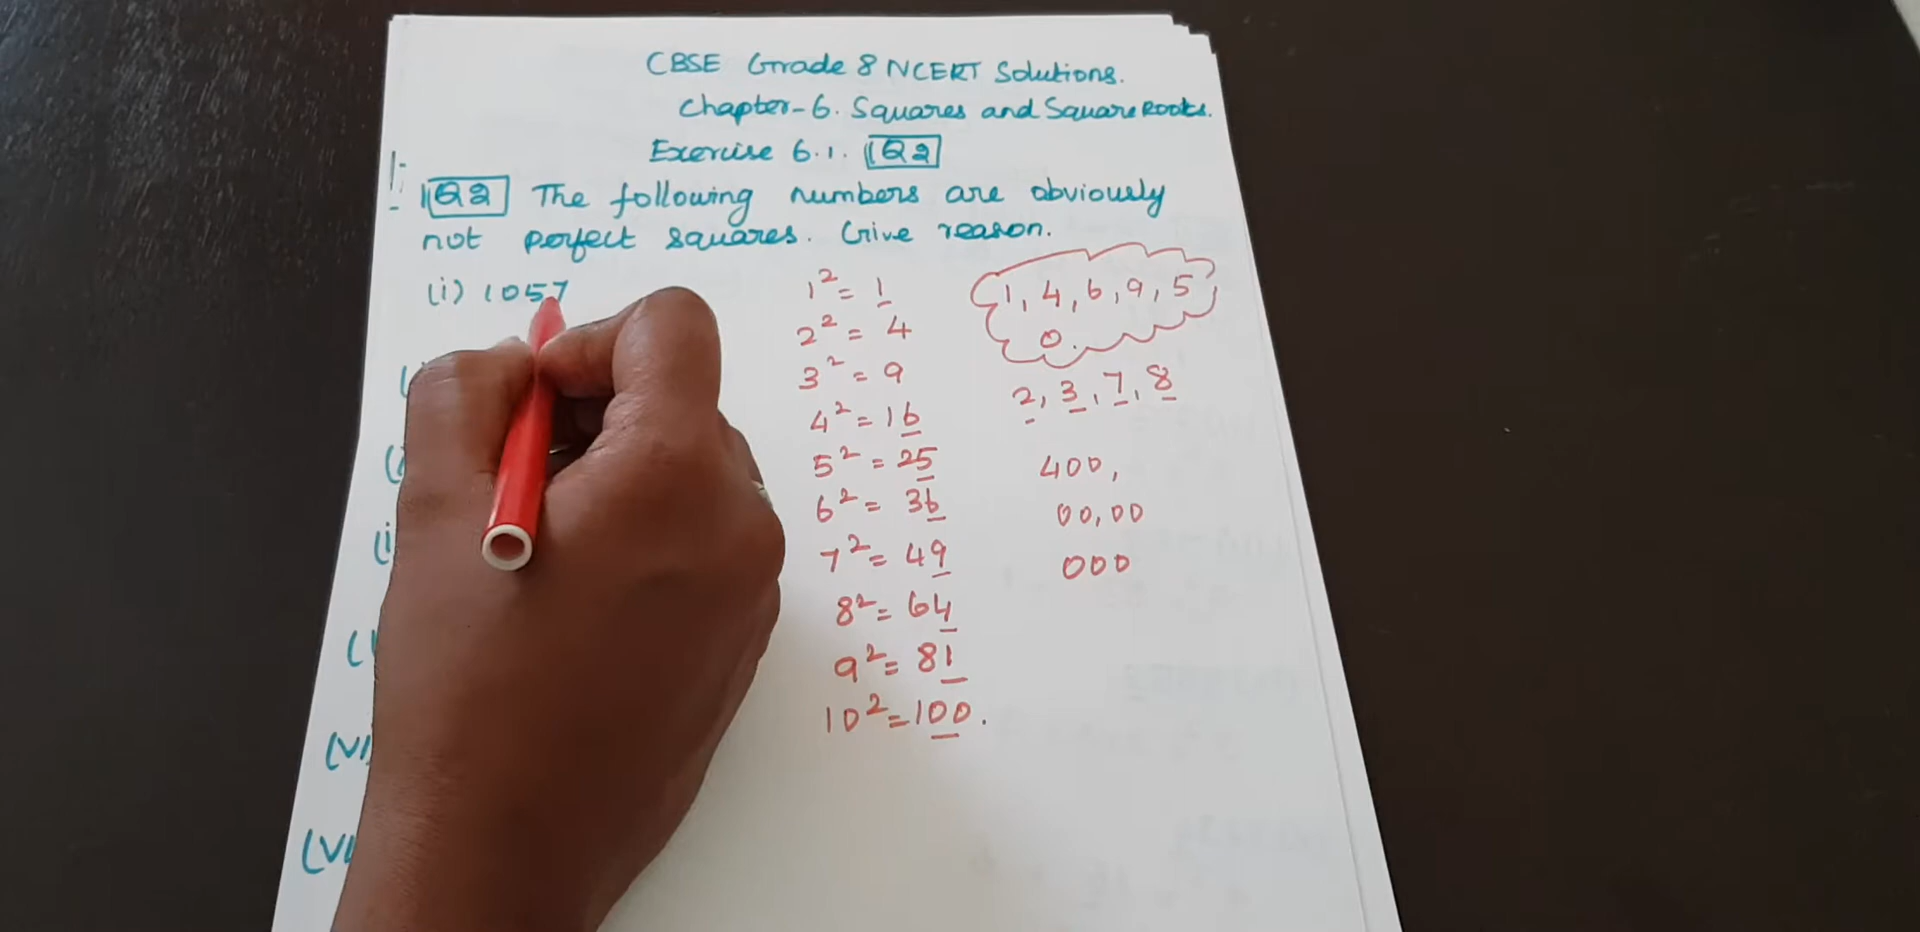 CBSE Grade 8 NCERT Solutions.
Chapter-6. Squares and Square Roots.
Exercise 6.1. Q2
Q2 The following numbers are obviously
not perfect squares. Give reason.
(i) 1057
1² = 1
2² = 4
3² = 9
4² = 16
5² = 25
6² = 36
7² = 49
8² = 64
9² = 81
10² = 100.
1, 4, 6, 9, 5,
0.
2, 3, 7, 8
400,
00,00
000